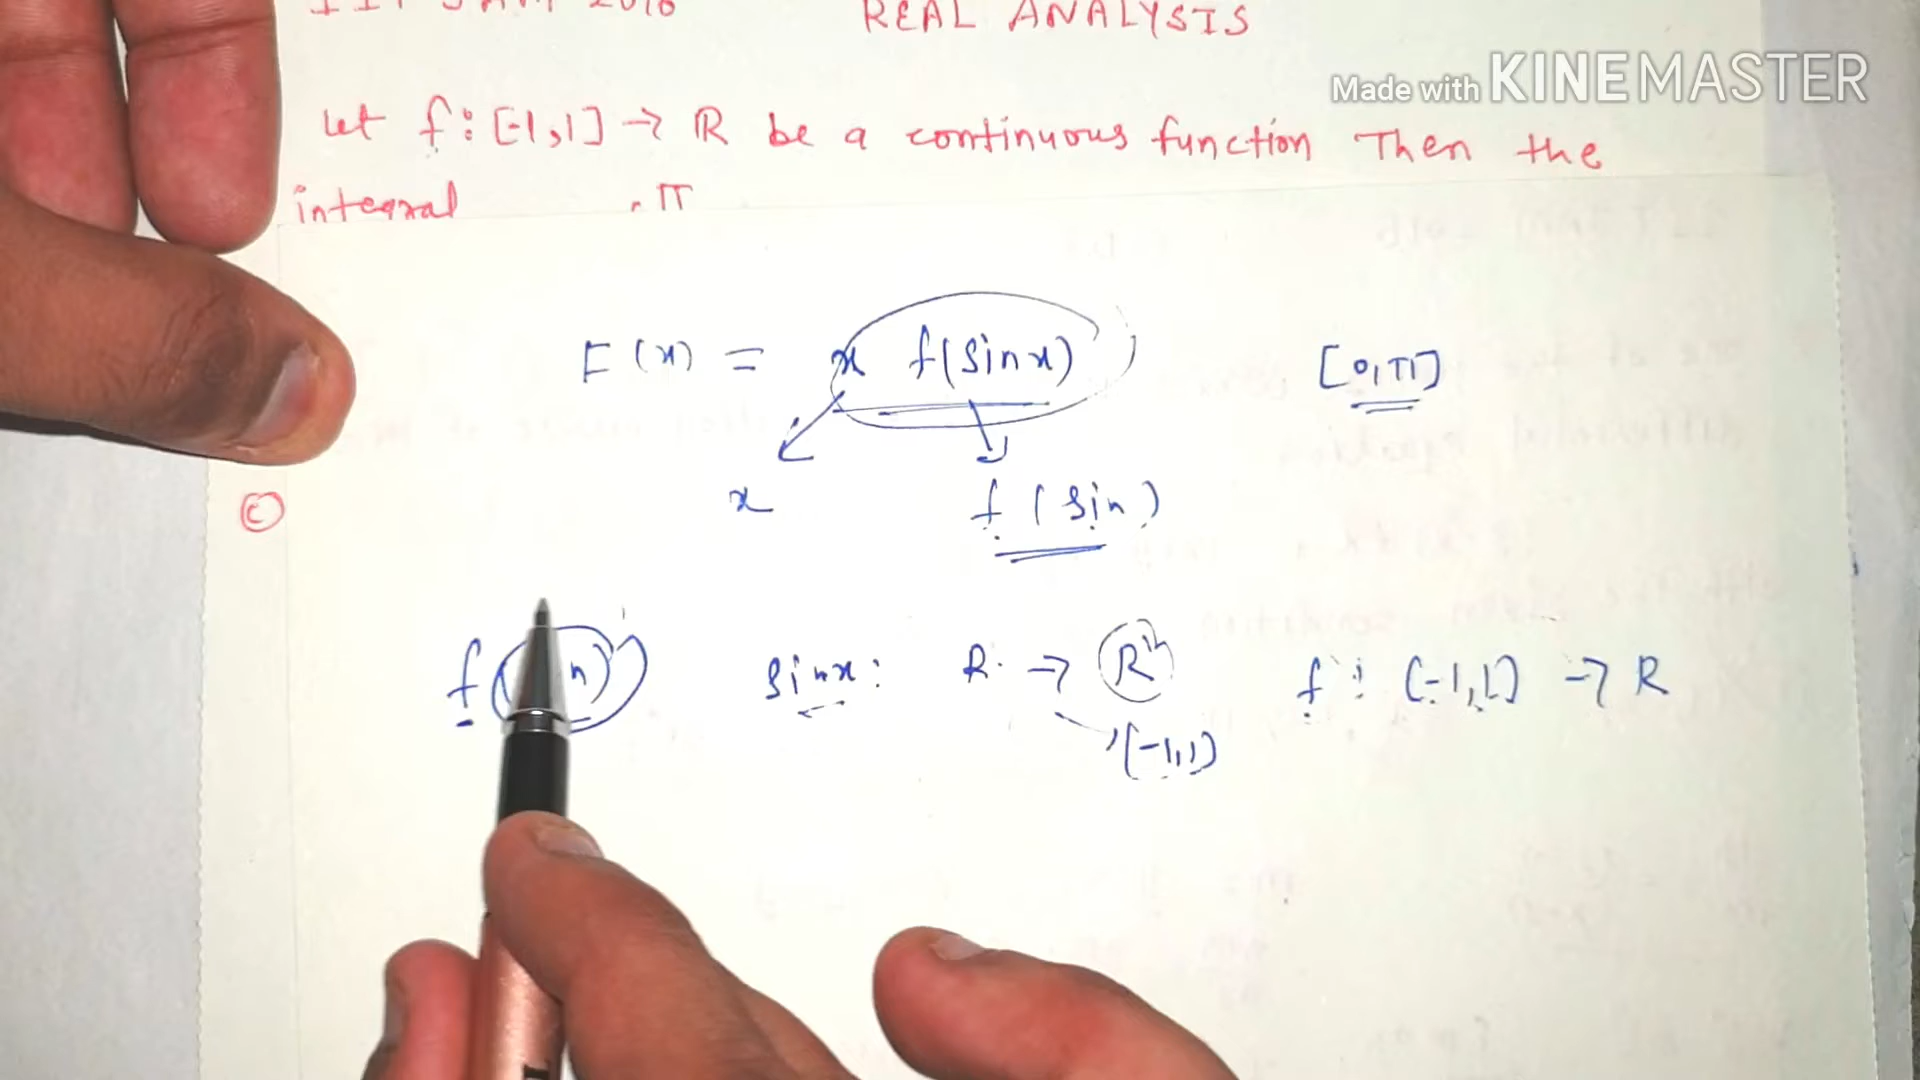 REAL ANALYSIS
Made with KINEMASTER
Let f : [-1,1] → R be a continuous function Then the
integral π
F(x) = x f(sin x) [0,π]
x f(sin)
C
f( sin x : R → R f : [-1,1] → R
[-1,1]